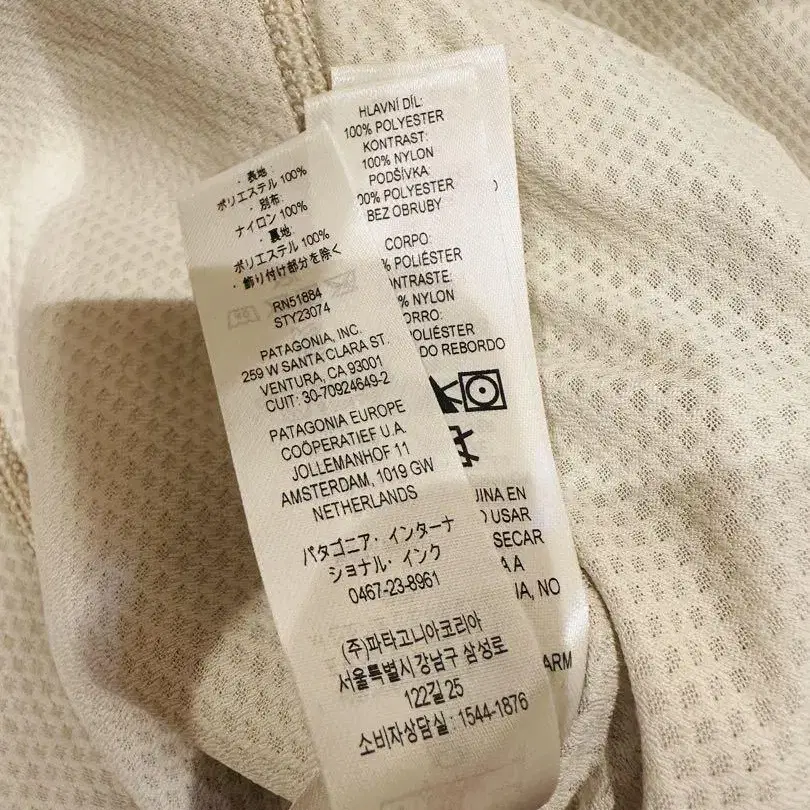 ・表地:
ポリエステル 100%
・別布:
ナイロン 100%
・裏地:
ポリエステル 100%
・飾り付け部分を除く
RN51884
STY23074
PATAGONIA, INC.
259 W SANTA CLARA ST.
VENTURA, CA 93001
CUIT: 30-70924649-2
PATAGONIA EUROPE
COÖPERATIEF U.A.
JOLLEMANHOF 11
AMSTERDAM, 1019 GW
NETHERLANDS
パタゴニア・インターナ
ショナル・インク
0467-23-8961
(주)파타고니아코리아
서울특별시 강남구 삼성로
122길 25
소비자상담실 : 1544-1876
HLAVNÍ DÍL:
100% POLYESTER
KONTRAST:
100% NYLON
PODŠÍVKA:
00% POLYESTER
BEZ OBRUBY
CORPO:
% POLIÉSTER
ONTRASTE:
% NYLON
ORRO:
OLIÉSTER
DO REBORDO
INA EN
USAR
SECAR
A A
IA, NO
ARM